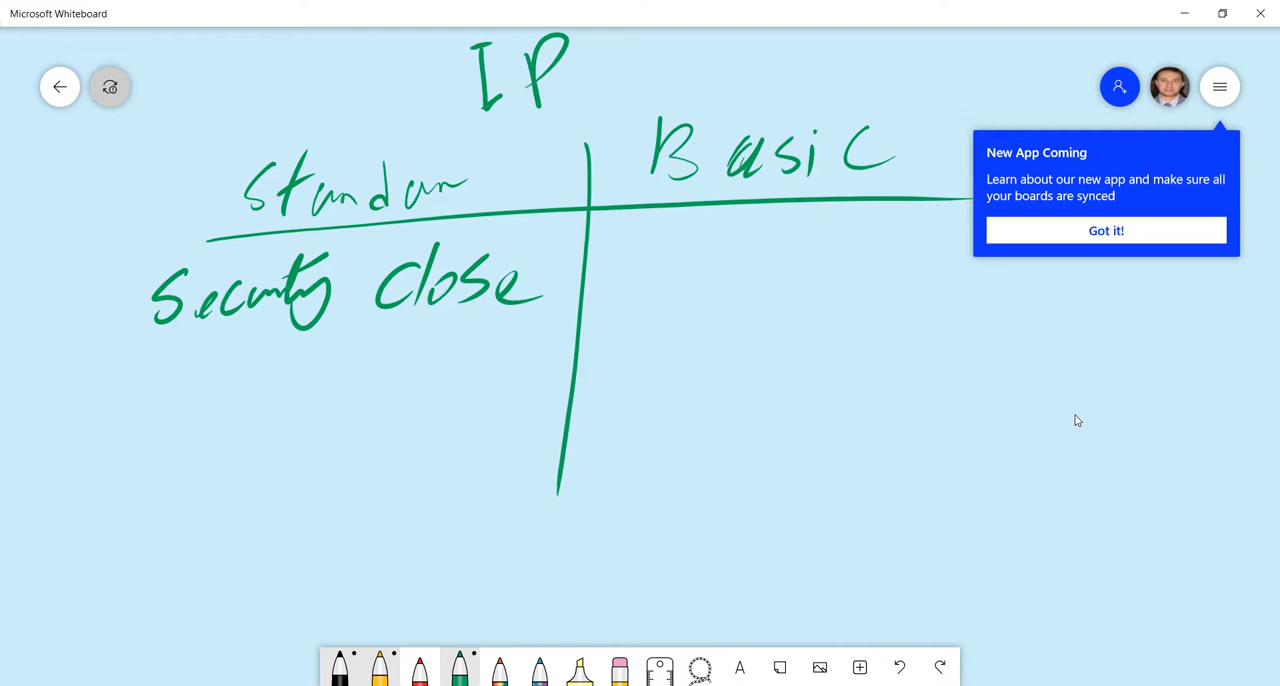 Microsoft Whiteboard
IP
Standar
Basic
Security close
New App Coming
Learn about our new app and make sure all
your boards are synced
Got it!
A